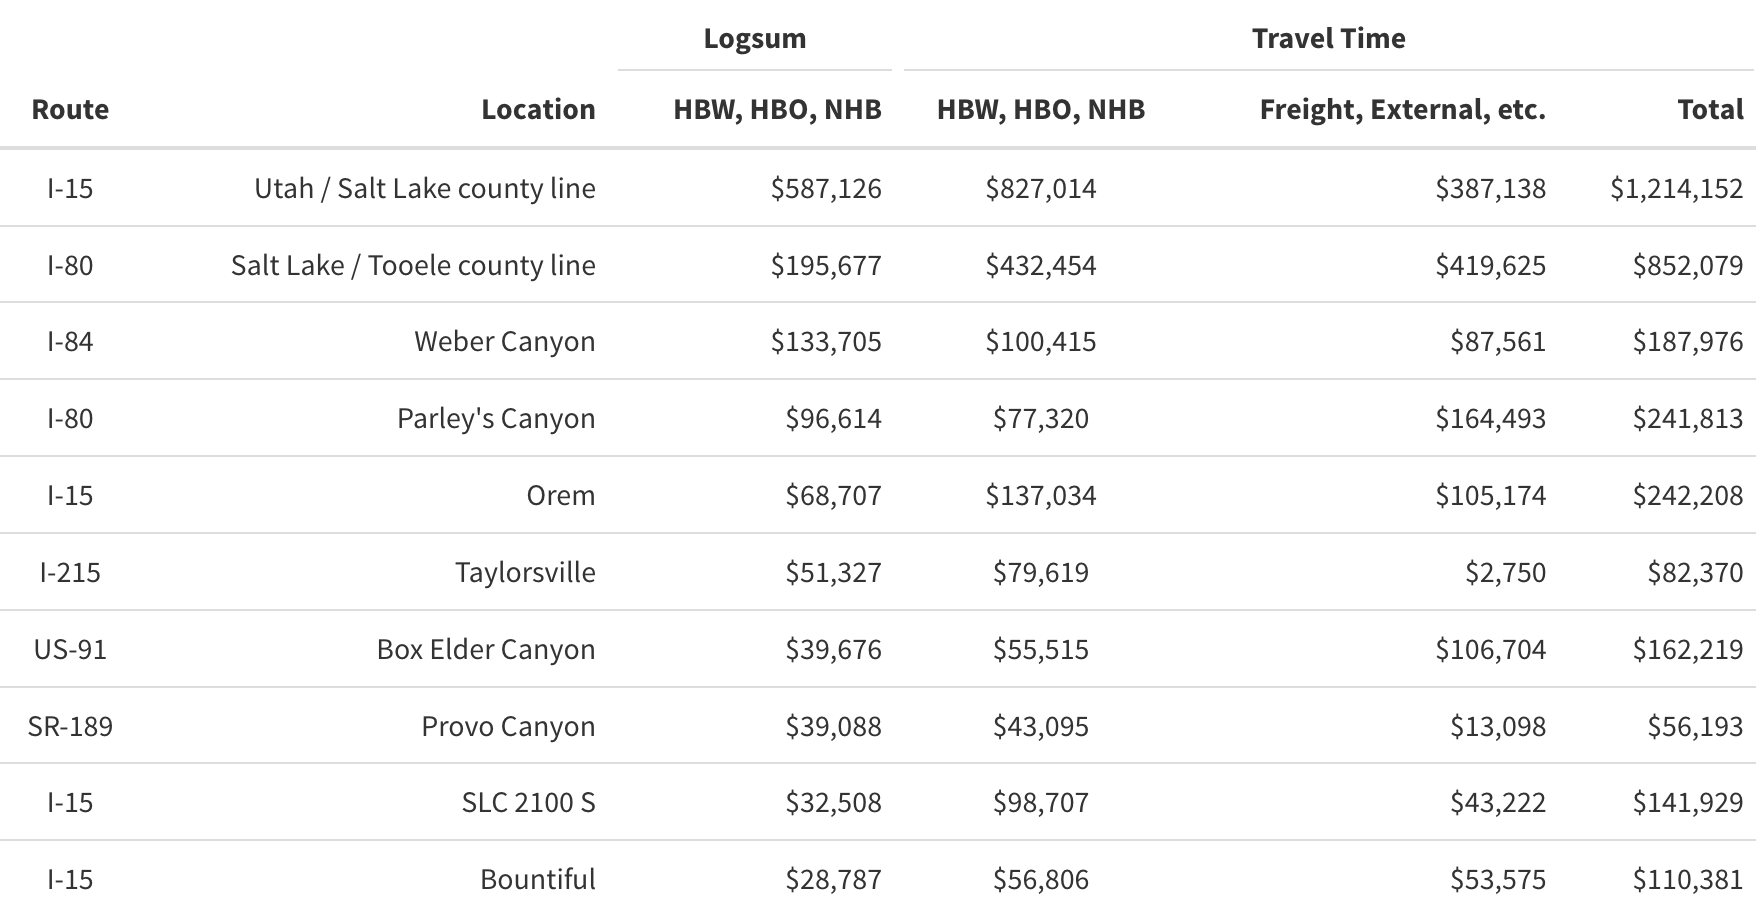 Logsum Travel Time
Route Location HBW, HBO, NHB HBW, HBO, NHB Freight, External, etc. Total
I-15 Utah / Salt Lake county line $587,126 $827,014 $387,138 $1,214,152
I-80 Salt Lake / Tooele county line $195,677 $432,454 $419,625 $852,079
I-84 Weber Canyon $133,705 $100,415 $87,561 $187,976
I-80 Parley's Canyon $96,614 $77,320 $164,493 $241,813
I-15 Orem $68,707 $137,034 $105,174 $242,208
I-215 Taylorsville $51,327 $79,619 $2,750 $82,370
US-91 Box Elder Canyon $39,676 $55,515 $106,704 $162,219
SR-189 Provo Canyon $39,088 $43,095 $13,098 $56,193
I-15 SLC 2100 S $32,508 $98,707 $43,222 $141,929
I-15 Bountiful $28,787 $56,806 $53,575 $110,381